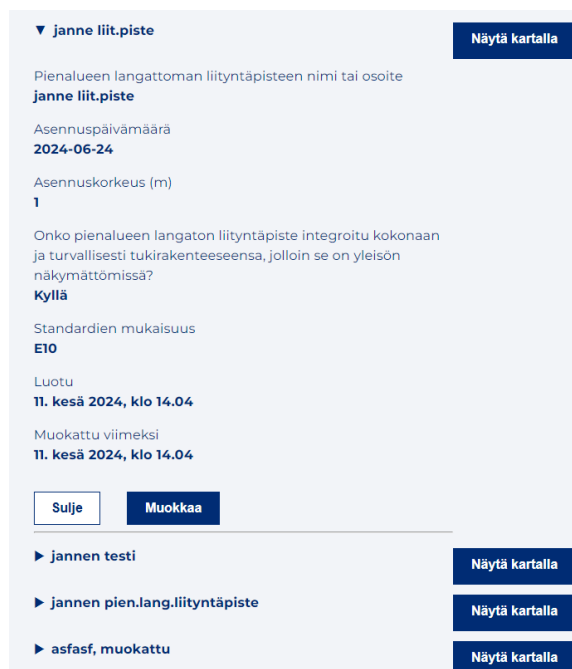 ▼ janne liit.piste
Näytä kartalla
Pienalueen langattoman liityntäpisteen nimi tai osoite
janne liit.piste
Asennuspäivämäärä
2024-06-24
Asennuskorkeus (m)
1
Onko pienalueen langaton liityntäpiste integroitu kokonaan
ja turvallisesti tukirakenteeseensa, jolloin se on yleisön
näkymättömissä?
Kyllä
Standardien mukaisuus
E10
Luotu
11. kesä 2024, klo 14.04
Muokattu viimeksi
11. kesä 2024, klo 14.04
Sulje
Muokkaa
▶ jannen testi
Näytä kartalla
▶ jannen pien.lang.liityntäpiste
Näytä kartalla
▶ asfasf, muokattu
Näytä kartalla